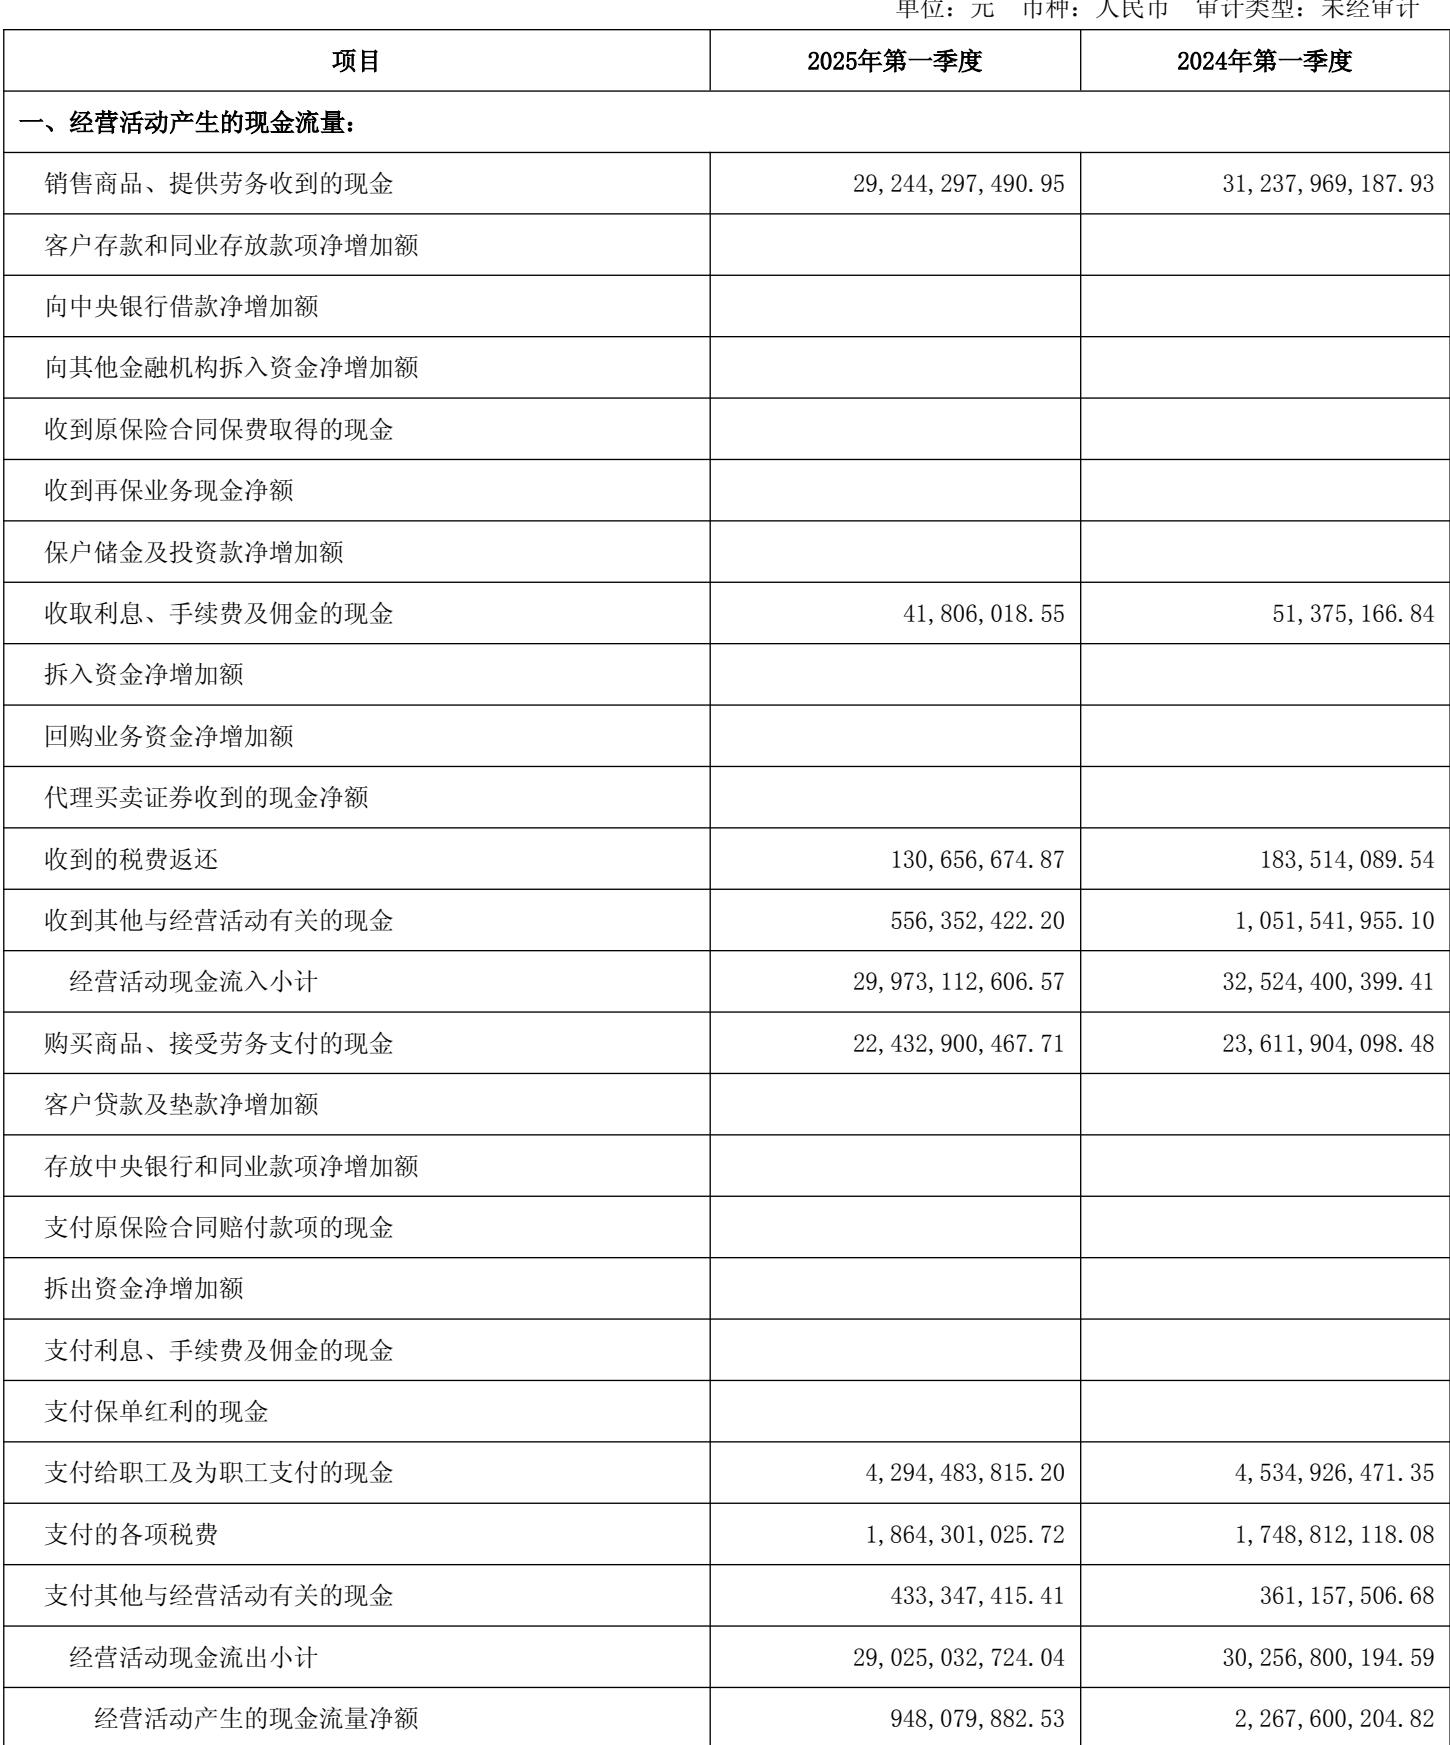 单位：元 币种：人民币 审计类型：未经审计
项目 2025年第一季度 2024年第一季度
一、经营活动产生的现金流量：
销售商品、提供劳务收到的现金 29,244,297,490.95 31,237,969,187.93
客户存款和同业存放款项净增加额
向中央银行借款净增加额
向其他金融机构拆入资金净增加额
收到原保险合同保费取得的现金
收到再保业务现金净额
保户储金及投资款净增加额
收取利息、手续费及佣金的现金 41,806,018.55 51,375,166.84
拆入资金净增加额
回购业务资金净增加额
代理买卖证券收到的现金净额
收到的税费返还 130,656,674.87 183,514,089.54
收到其他与经营活动有关的现金 556,352,422.20 1,051,541,955.10
经营活动现金流入小计 29,973,112,606.57 32,524,400,399.41
购买商品、接受劳务支付的现金 22,432,900,467.71 23,611,904,098.48
客户贷款及垫款净增加额
存放中央银行和同业款项净增加额
支付原保险合同赔付款项的现金
拆出资金净增加额
支付利息、手续费及佣金的现金
支付保单红利的现金
支付给职工及为职工支付的现金 4,294,483,815.20 4,534,926,471.35
支付的各项税费 1,864,301,025.72 1,748,812,118.08
支付其他与经营活动有关的现金 433,347,415.41 361,157,506.68
经营活动现金流出小计 29,025,032,724.04 30,256,800,194.59
经营活动产生的现金流量净额 948,079,882.53 2,267,600,204.82